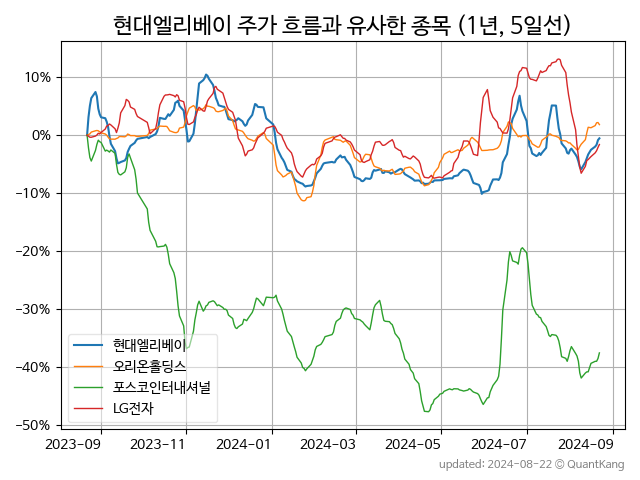 현대엘리베이 주가 흐름과 유사한 종목 (1년, 5일선)
10%
0%
−10%
−20%
−30%
−40%
−50%
현대엘리베이
오리온홀딩스
포스코인터내셔널
LG전자
2023-09
2023-11
2024-01
2024-03
2024-05
2024-07
2024-09
updated: 2024-08-22 © QuantKang